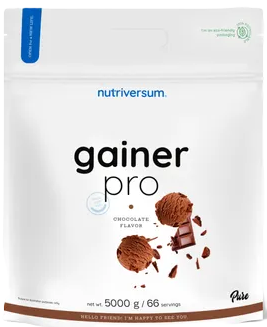 nutriversum.
gainer
pro
CHOCOLATE
FLAVOR
net wt. 5000 g / 66 servings
Pure
HELLO FRIEND! I'M HAPPY TO SEE YOU.